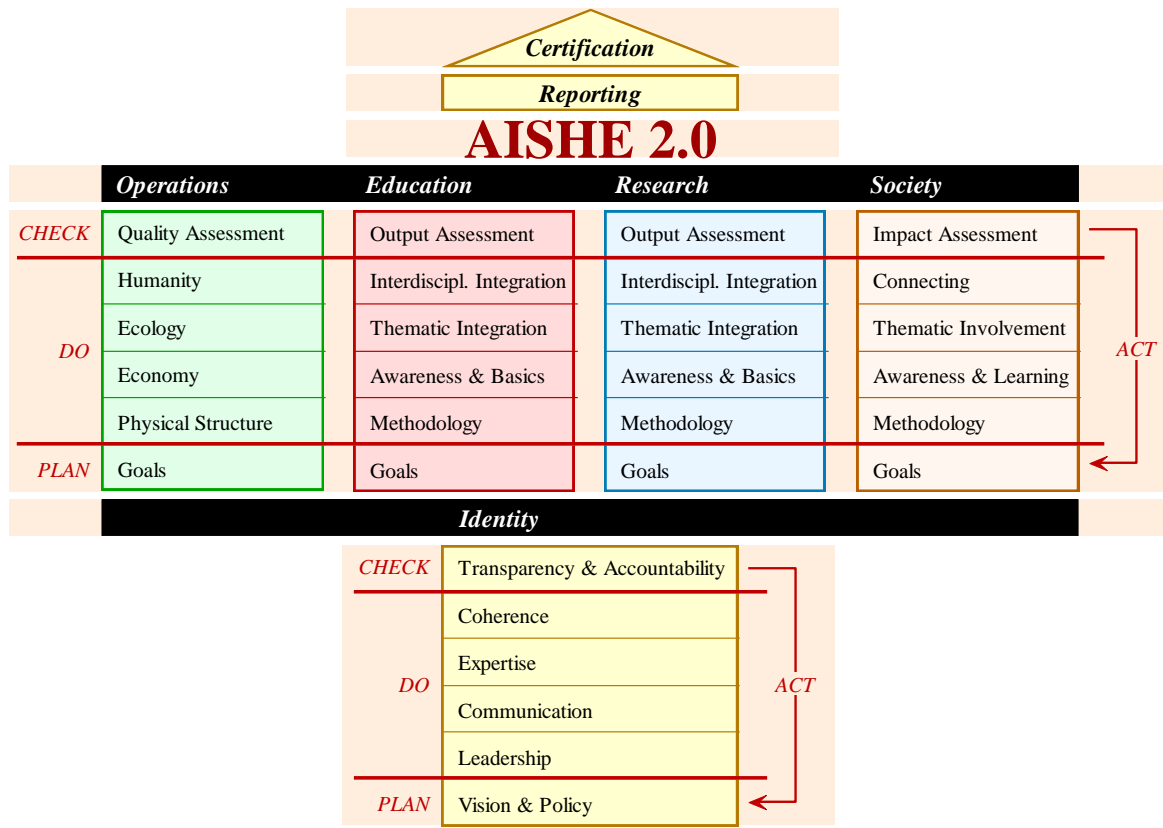 Certification
Reporting
AISHE 2.0
Operations Education Research Society
CHECK Quality Assessment Output Assessment Output Assessment Impact Assessment
Humanity Interdiscipl. Integration Interdiscipl. Integration Connecting
Ecology Thematic Integration Thematic Integration Thematic Involvement
DO ACT
Economy Awareness & Basics Awareness & Basics Awareness & Learning
Physical Structure Methodology Methodology Methodology
PLAN Goals Goals Goals Goals
Identity
CHECK Transparency & Accountability
Coherence
Expertise
DO ACT
Communication
Leadership
PLAN Vision & Policy